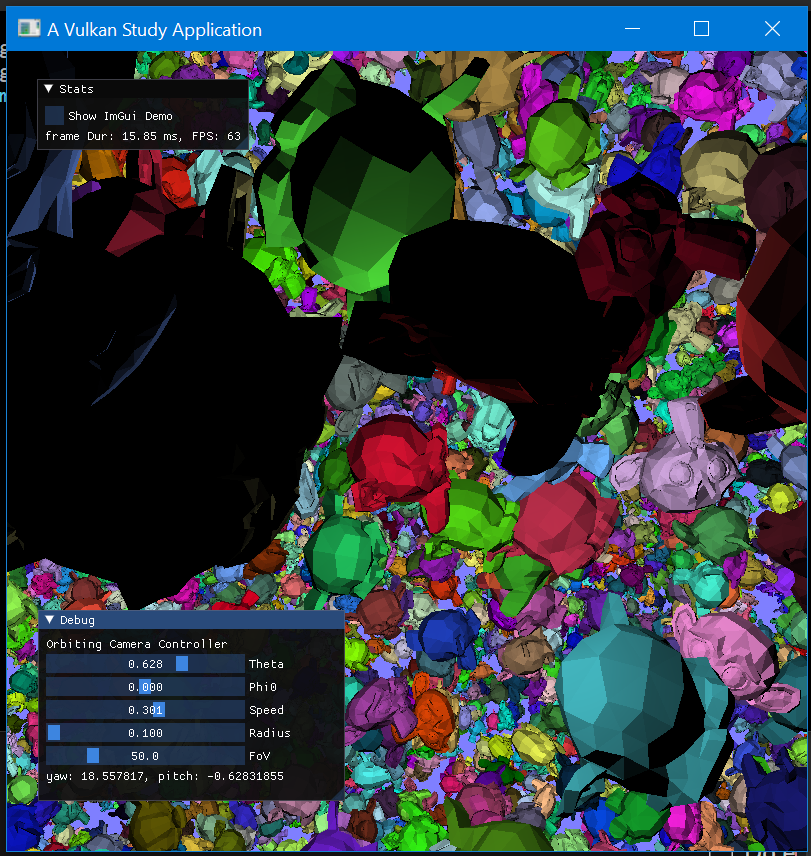 A Vulkan Study Application
Stats
Show ImGui Demo
frame Dur: 15.85 ms, FPS: 63
Debug
Orbiting Camera Controller
0.628 Theta
0.000 Phi0
0.301 Speed
0.100 Radius
50.0 FoV
yaw: 18.557817, pitch: -0.62831855